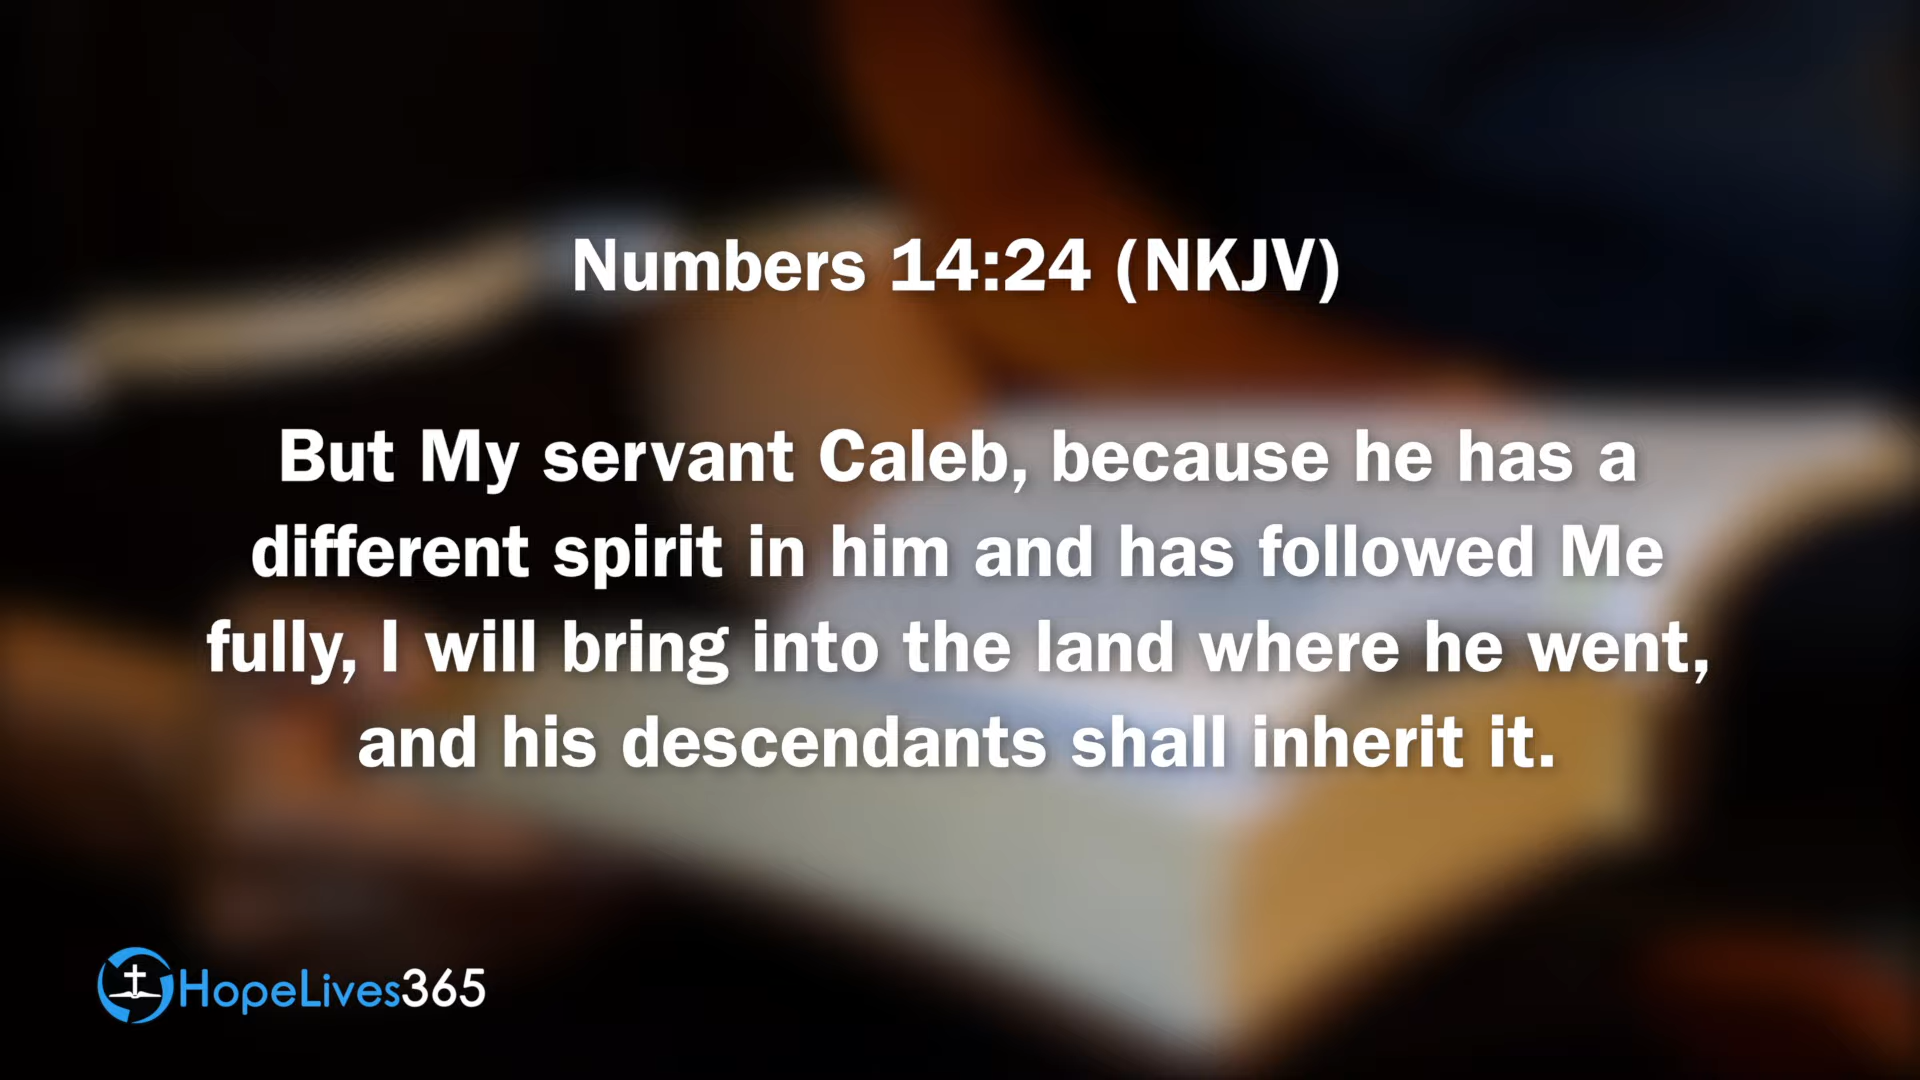 Numbers 14:24 (NKJV)
But My servant Caleb, because he has a
different spirit in him and has followed Me
fully, I will bring into the land where he went,
and his descendants shall inherit it.
HopeLives365